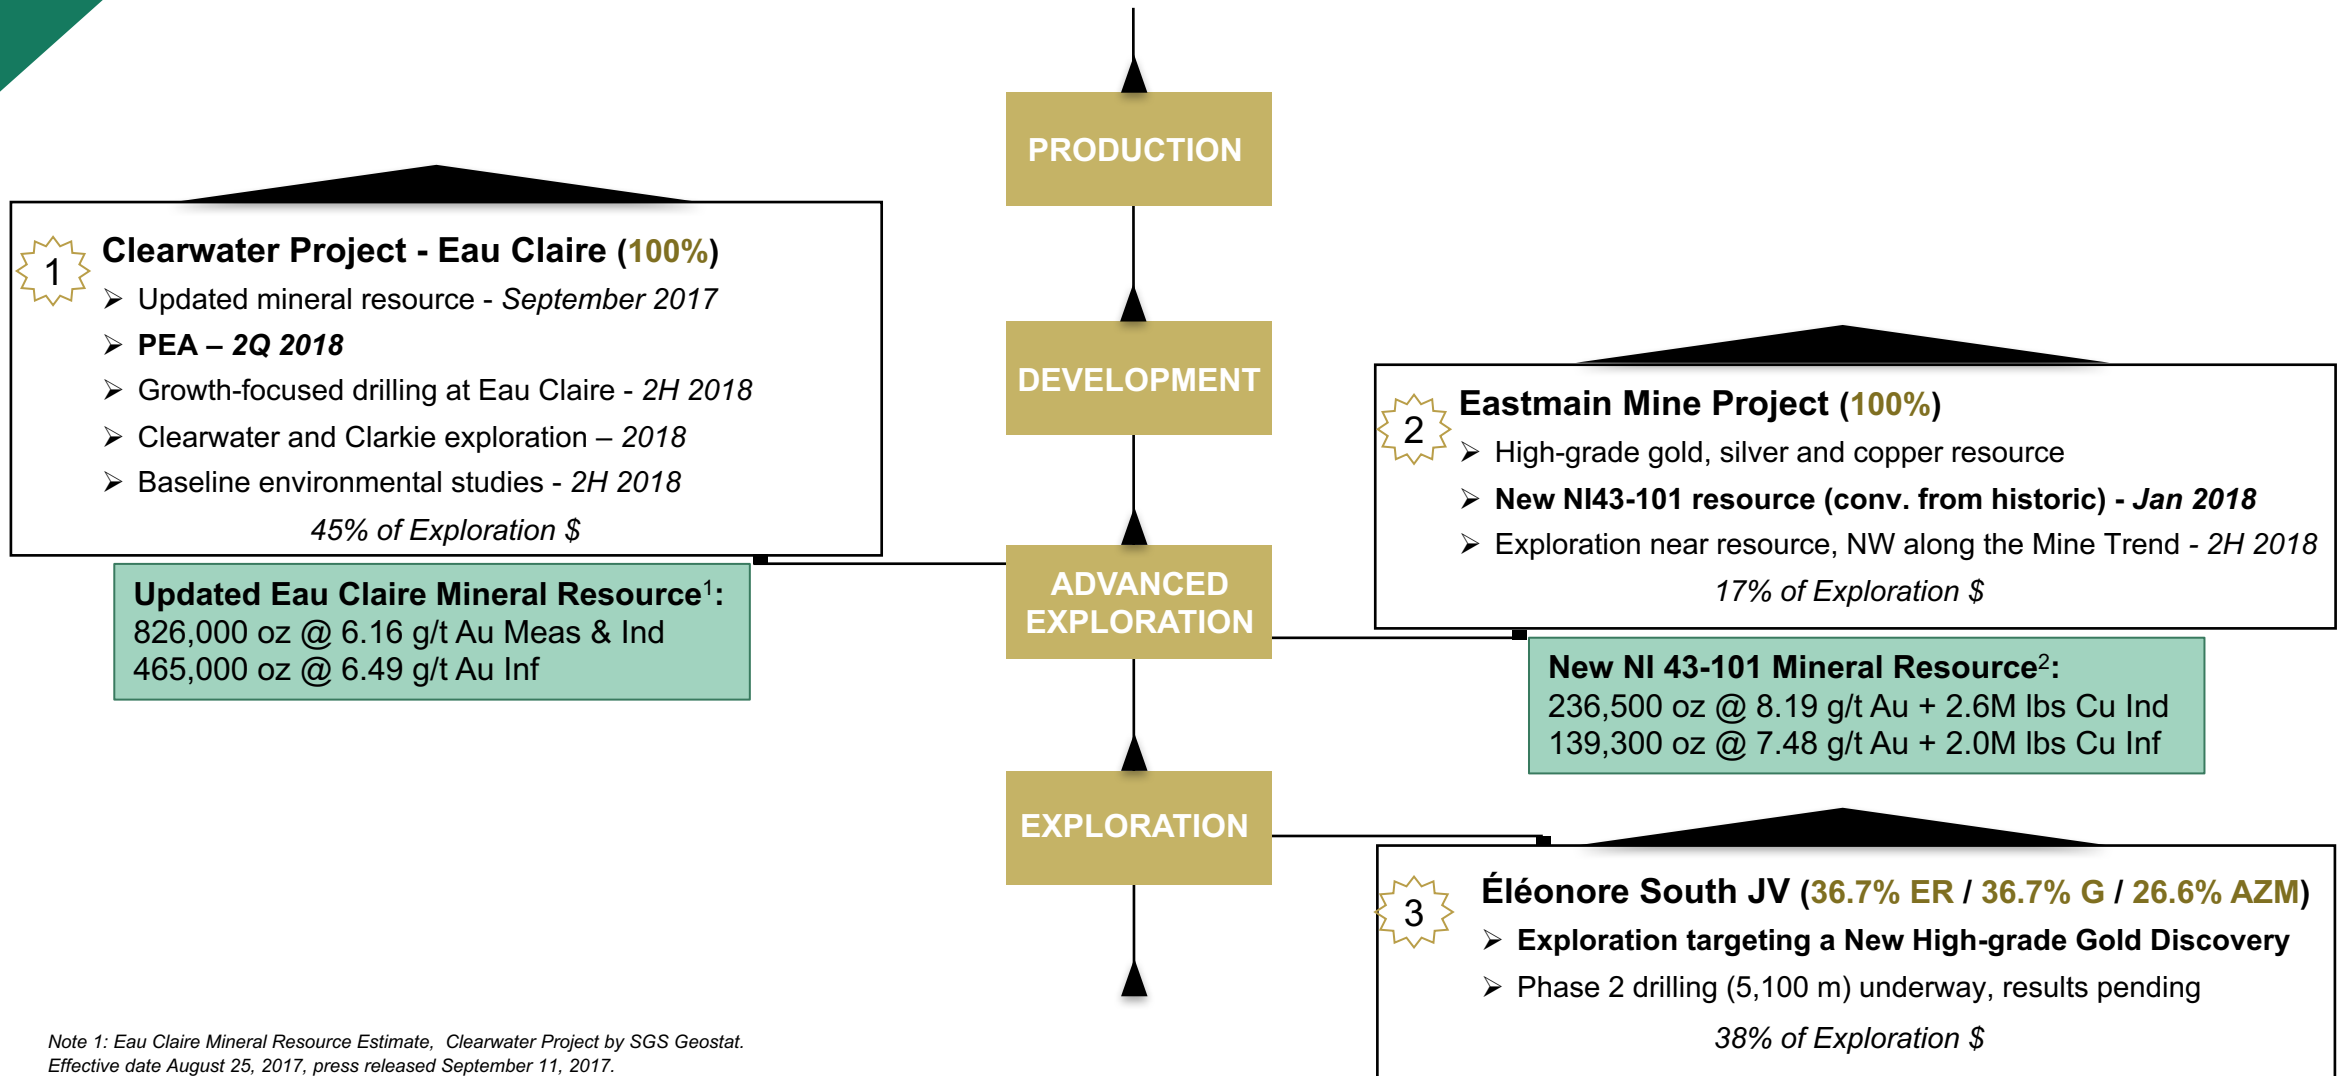 PRODUCTION
DEVELOPMENT
ADVANCED
EXPLORATION
EXPLORATION
1
Clearwater Project - Eau Claire (100%)
➢ Updated mineral resource - September 2017
➢ PEA – 2Q 2018
➢ Growth-focused drilling at Eau Claire - 2H 2018
➢ Clearwater and Clarkie exploration – 2018
➢ Baseline environmental studies - 2H 2018
45% of Exploration $
Updated Eau Claire Mineral Resource¹:
826,000 oz @ 6.16 g/t Au Meas & Ind
465,000 oz @ 6.49 g/t Au Inf
2
Eastmain Mine Project (100%)
➢ High-grade gold, silver and copper resource
➢ New NI43-101 resource (conv. from historic) - Jan 2018
➢ Exploration near resource, NW along the Mine Trend - 2H 2018
17% of Exploration $
New NI 43-101 Mineral Resource²:
236,500 oz @ 8.19 g/t Au + 2.6M lbs Cu Ind
139,300 oz @ 7.48 g/t Au + 2.0M lbs Cu Inf
3
Éléonore South JV (36.7% ER / 36.7% G / 26.6% AZM)
➢ Exploration targeting a New High-grade Gold Discovery
➢ Phase 2 drilling (5,100 m) underway, results pending
38% of Exploration $
Note 1: Eau Claire Mineral Resource Estimate, Clearwater Project by SGS Geostat.
Effective date August 25, 2017, press released September 11, 2017.